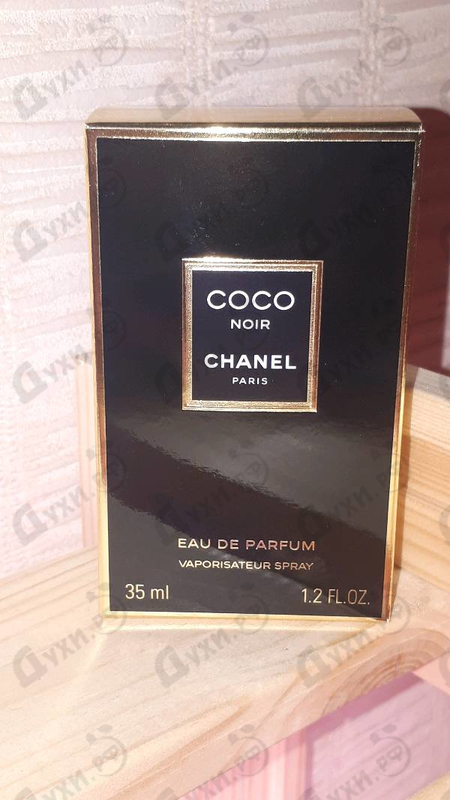 COCO
NOIR
CHANEL
PARIS
EAU DE PARFUM
VAPORISATEUR SPRAY
35 ml 1.2 FL.OZ.
Духи.рф